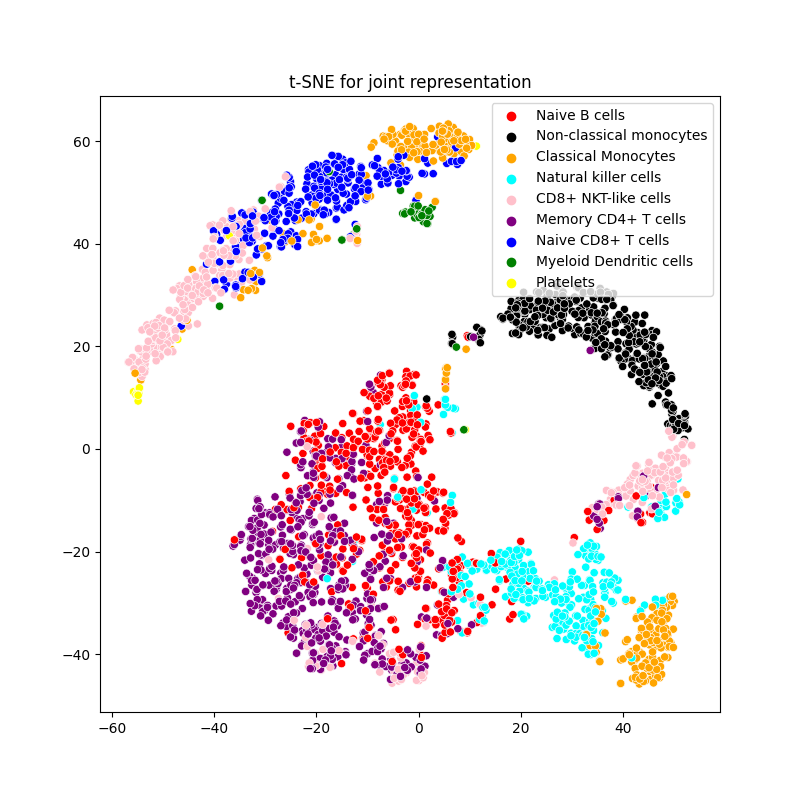 t-SNE for joint representation
Naive B cells
Non-classical monocytes
Classical Monocytes
Natural killer cells
CD8+ NKT-like cells
Memory CD4+ T cells
Naive CD8+ T cells
Myeloid Dendritic cells
Platelets
60
40
20
0
−20
−40
−60 −40 −20 0 20 40